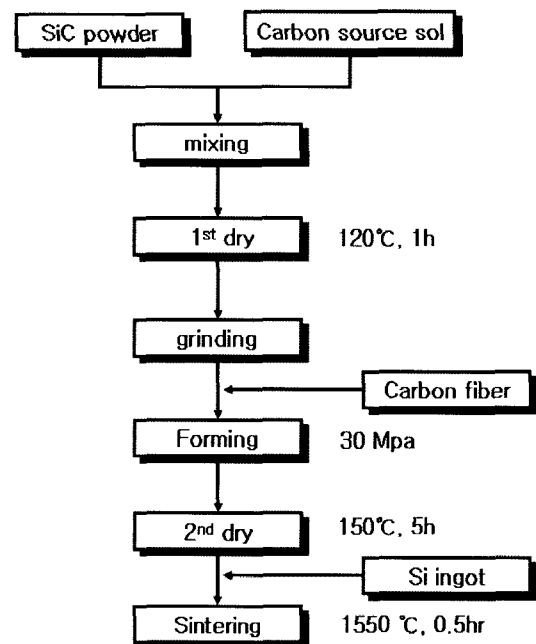 SiC powder
Carbon source sol
mixing
1st dry
120℃, 1h
grinding
Carbon fiber
Forming
30 Mpa
2nd dry
150℃, 5h
Si ingot
Sintering
1550 ℃, 0.5hr